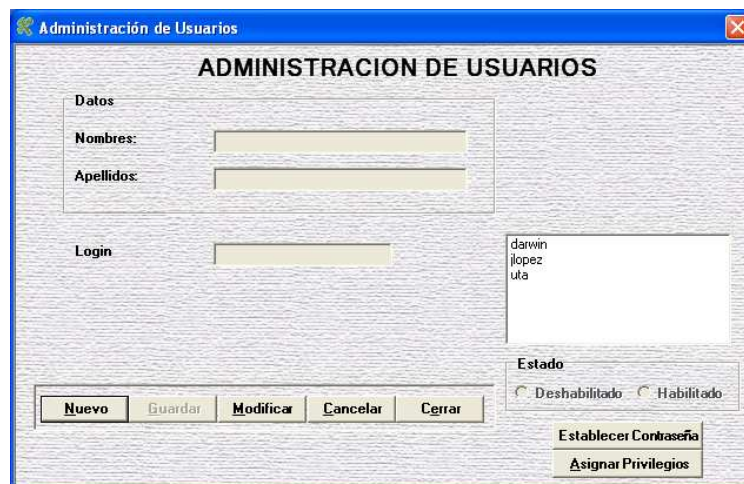 Administración de Usuarios
ADMINISTRACION DE USUARIOS
Datos
Nombres:
Apellidos:
Login
darwin
jlopez
uta
Estado
Deshabilitado Habilitado
Nuevo Guardar Modificar Cancelar Cerrar
Establecer Contraseña
Asignar Privilegios